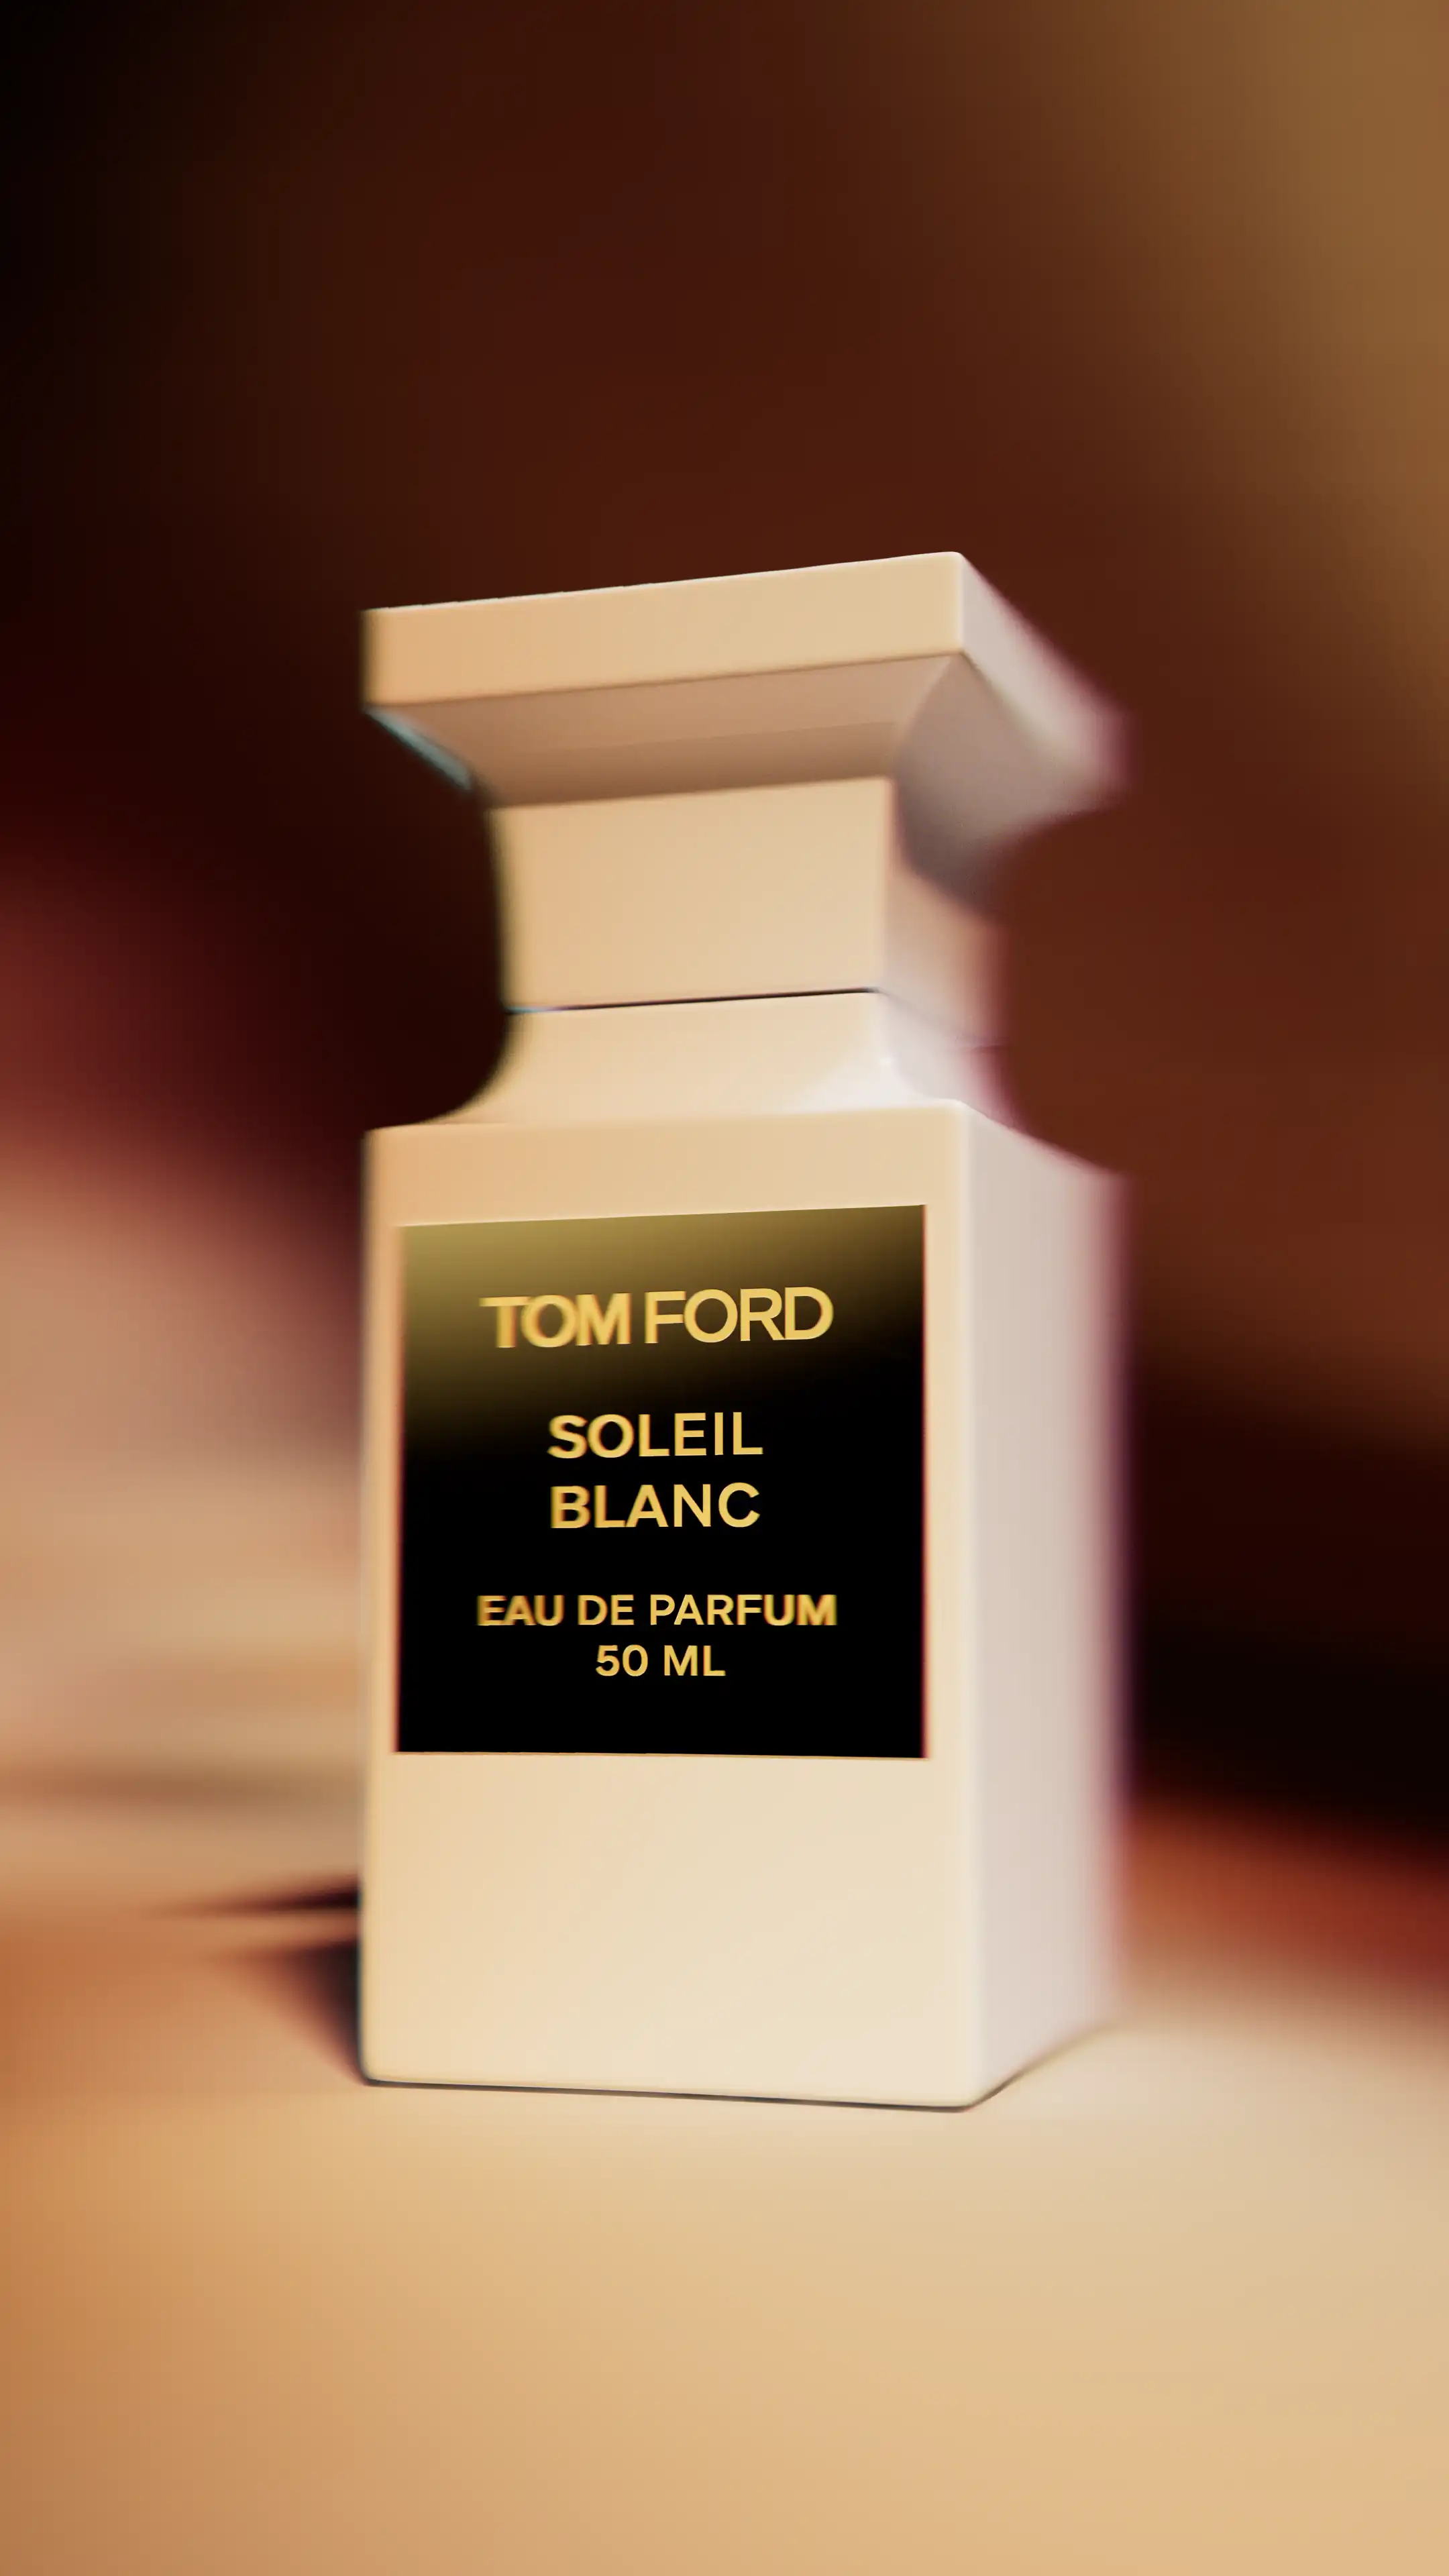 TOM FORD
SOLEIL
BLANC
EAU DE PARFUM
50 ML